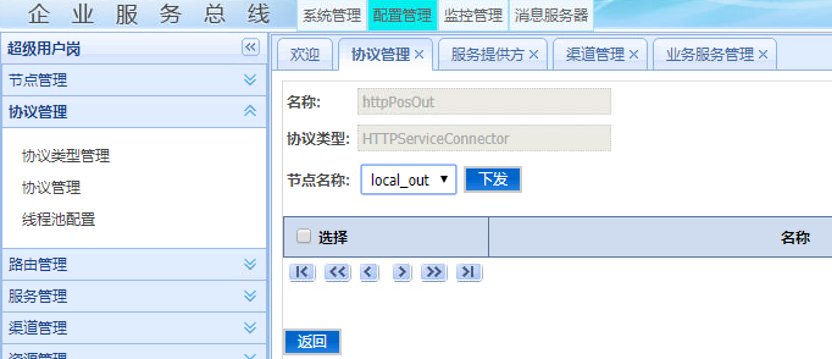 企业服务总线
系统管理 配置管理 监控管理 消息服务器
超级用户岗
节点管理
协议管理
协议类型管理
协议管理
线程池配置
路由管理
服务管理
渠道管理
资源管理
欢迎 协议管理 服务提供方 渠道管理 业务服务管理
名称: httpPosOut
协议类型: HTTPServiceConnector
节点名称: local_out 下发
选择 名称
返回